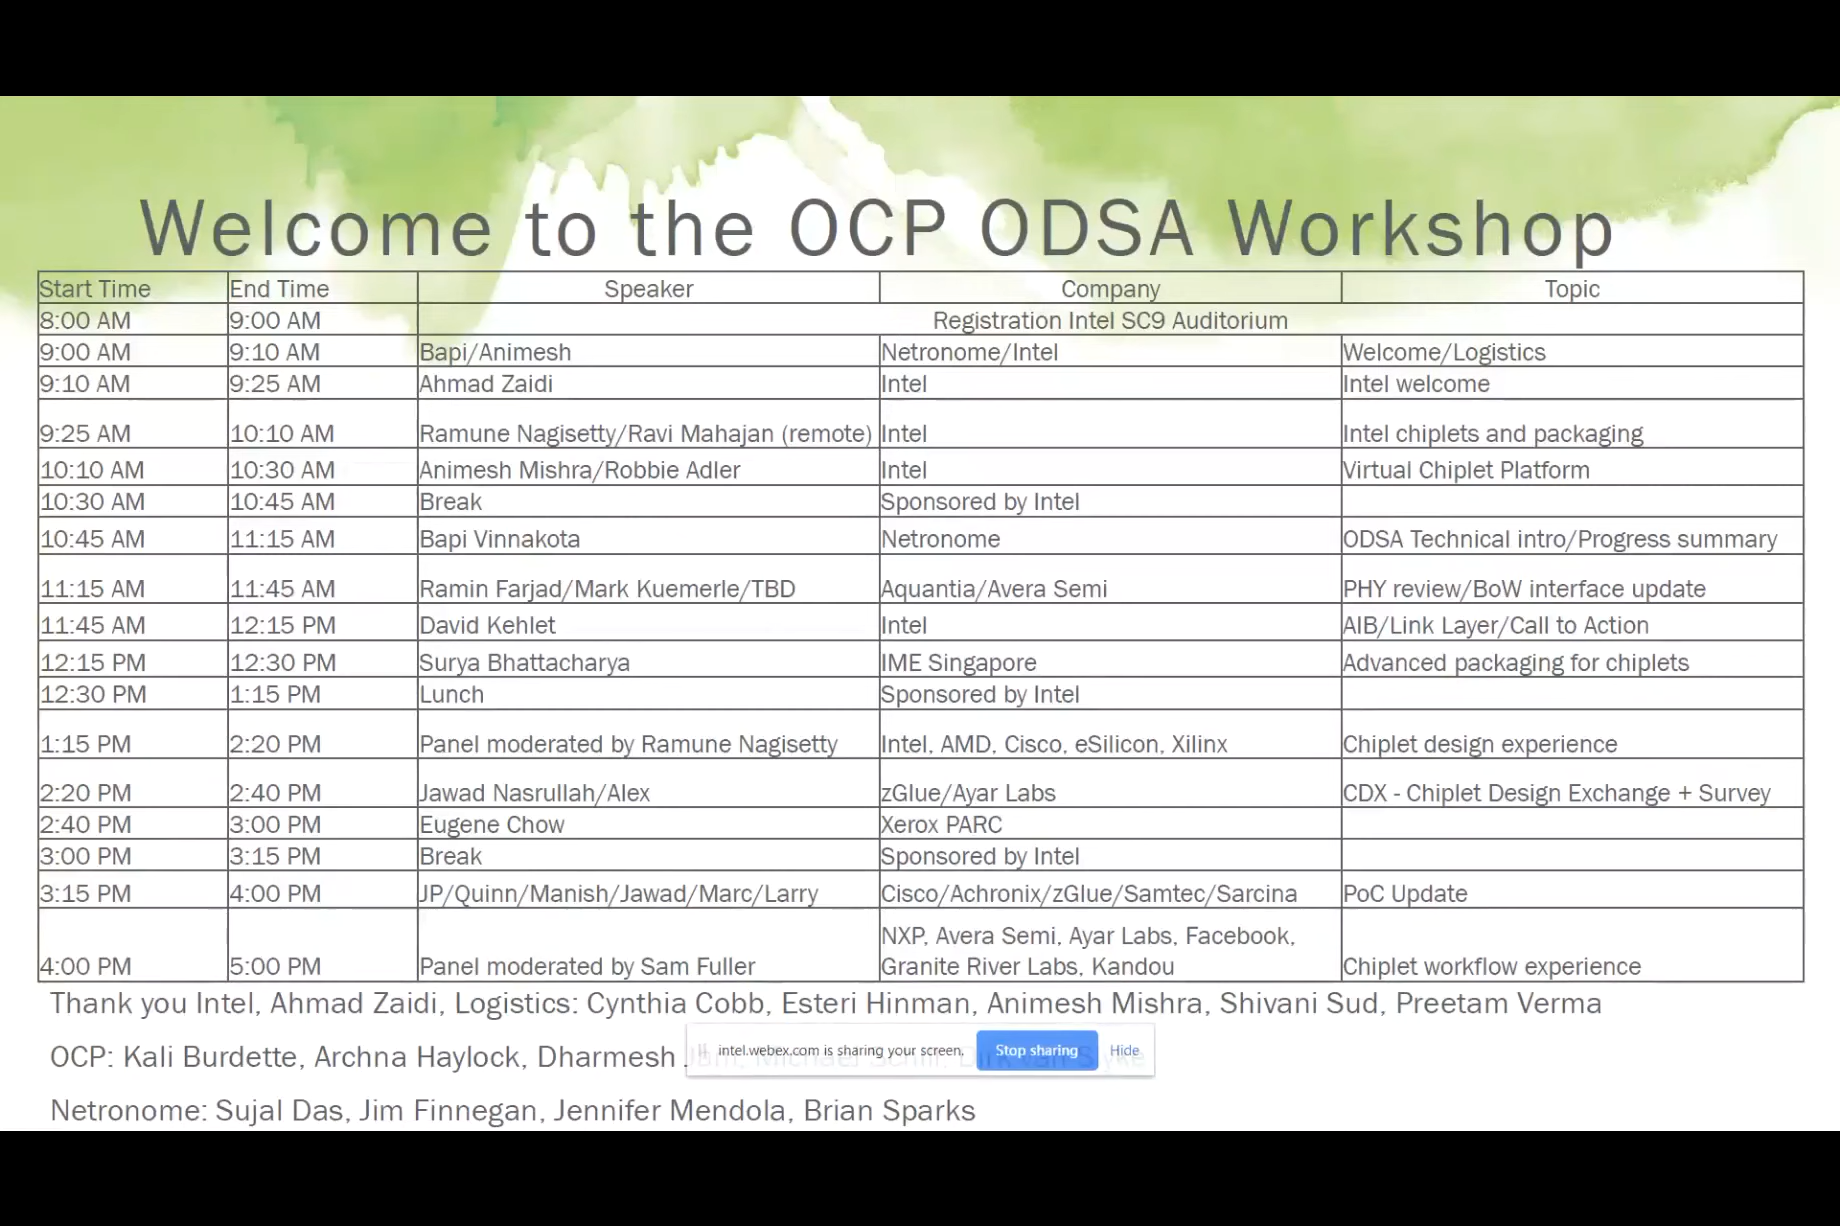 Welcome to the OCP ODSA Workshop
Start Time End Time Speaker Company Topic
8:00 AM 9:00 AM Registration Intel SC9 Auditorium
9:00 AM 9:10 AM Bapi/Animesh Netronome/Intel Welcome/Logistics
9:10 AM 9:25 AM Ahmad Zaidi Intel Intel welcome
9:25 AM 10:10 AM Ramune Nagisetty/Ravi Mahajan (remote) Intel Intel chiplets and packaging
10:10 AM 10:30 AM Animesh Mishra/Robbie Adler Intel Virtual Chiplet Platform
10:30 AM 10:45 AM Break Sponsored by Intel
10:45 AM 11:15 AM Bapi Vinnakota Netronome ODSA Technical intro/Progress summary
11:15 AM 11:45 AM Ramin Farjad/Mark Kuemerle/TBD Aquantia/Avera Semi PHY review/BoW interface update
11:45 AM 12:15 PM David Kehlet Intel AIB/Link Layer/Call to Action
12:15 PM 12:30 PM Surya Bhattacharya IME Singapore Advanced packaging for chiplets
12:30 PM 1:15 PM Lunch Sponsored by Intel
1:15 PM 2:20 PM Panel moderated by Ramune Nagisetty Intel, AMD, Cisco, eSilicon, Xilinx Chiplet design experience
2:20 PM 2:40 PM Jawad Nasrullah/Alex zGlue/Ayar Labs CDX - Chiplet Design Exchange + Survey
2:40 PM 3:00 PM Eugene Chow Xerox PARC
3:00 PM 3:15 PM Break Sponsored by Intel
3:15 PM 4:00 PM JP/Quinn/Manish/Jawad/Marc/Larry Cisco/Achronix/zGlue/Samtec/Sarcina PoC Update
NXP, Avera Semi, Ayar Labs, Facebook,
4:00 PM 5:00 PM Panel moderated by Sam Fuller Granite River Labs, Kandou Chiplet workflow experience
Thank you Intel, Ahmad Zaidi, Logistics: Cynthia Cobb, Esteri Hinman, Animesh Mishra, Shivani Sud, Preetam Verma
OCP: Kali Burdette, Archna Haylock, Dharmesh
intel.webex.com is sharing your screen. Stop sharing Hide
Netronome: Sujal Das, Jim Finnegan, Jennifer Mendola, Brian Sparks